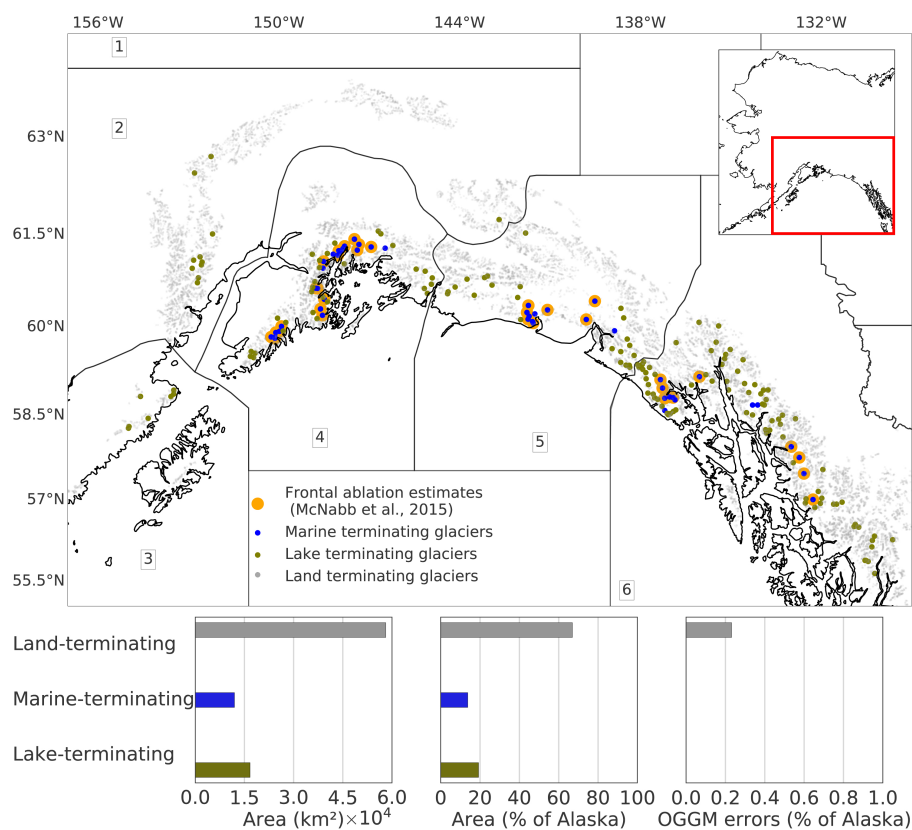 156°W 150°W 144°W 138°W 132°W
1
2
63°N
61.5°N
60°N
58.5°N
57°N
55.5°N
4
5
3
6
Frontal ablation estimates
(McNabb et al., 2015)
Marine terminating glaciers
Lake terminating glaciers
Land terminating glaciers
Land-terminating
Marine-terminating
Lake-terminating
0 1.5 3.0 4.5 6.0
Area (km²)×10⁴
0 20 40 60 80 100
Area (% of Alaska)
0.0 0.2 0.4 0.6 0.8 1.0
OGGM errors (% of Alaska)